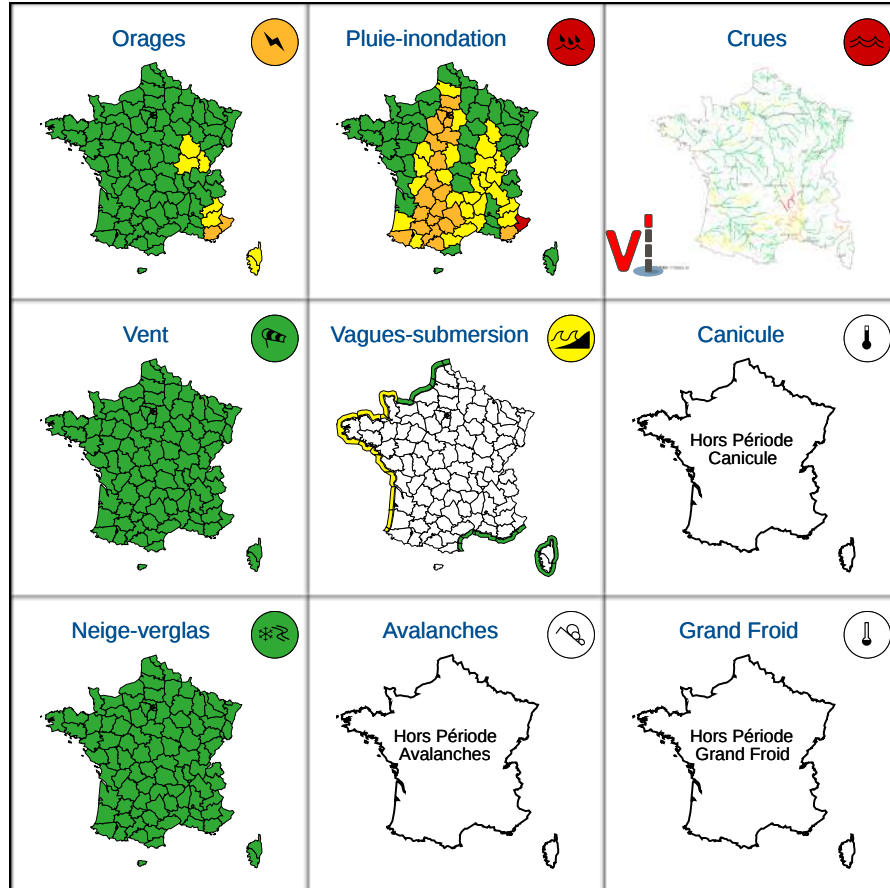 Orages
Pluie-inondation
Crues
Vi
Vent
Vagues-submersion
Canicule
Hors Période
Canicule
Neige-verglas
Avalanches
Hors Période
Avalanches
Grand Froid
Hors Période
Grand Froid